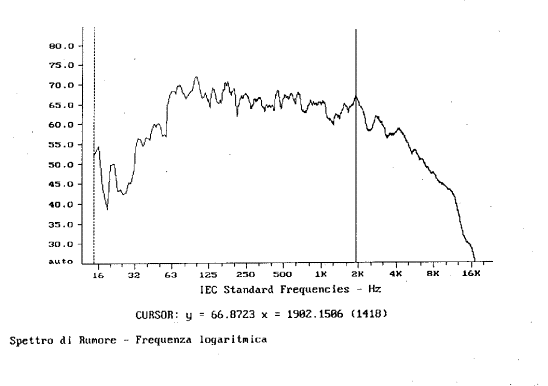 80.0
75.0
70.0
65.0
60.0
55.0
50.0
45.0
40.0
35.0
30.0
auto
16 32 63 125 250 500 1K 2K 4K 8K 16K
IEC Standard Frequencies - Hz
CURSOR: y = 66.8723 x = 1902.1506 (1418)
Spettro di Rumore - Frequenza logaritmica